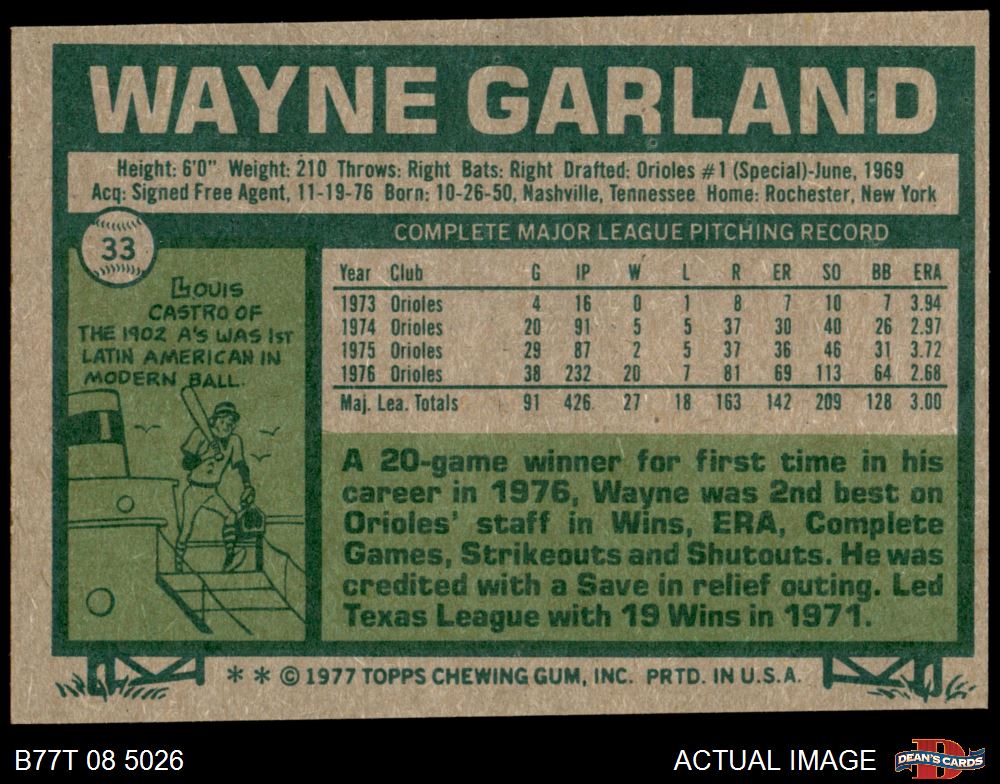 WAYNE GARLAND
Height: 6'0" Weight: 210 Throws: Right Bats: Right Drafted: Orioles #1 (Special)-June, 1969
Acq: Signed Free Agent, 11-19-76 Born: 10-26-50, Nashville, Tennessee Home: Rochester, New York
33
LOUIS
CASTRO OF
THE 1902 A'S WAS 1ST
LATIN AMERICAN IN
MODERN BALL.
COMPLETE MAJOR LEAGUE PITCHING RECORD
Year Club G IP W L R ER SO BB ERA
1973 Orioles 4 16 0 1 8 7 10 7 3.94
1974 Orioles 20 91 5 5 37 30 40 26 2.97
1975 Orioles 29 87 2 5 37 36 46 31 3.72
1976 Orioles 38 232 20 7 81 69 113 64 2.68
Maj. Lea. Totals 91 426 27 18 163 142 209 128 3.00
A 20-game winner for first time in his
career in 1976, Wayne was 2nd best on
Orioles' staff in Wins, ERA, Complete
Games, Strikeouts and Shutouts. He was
credited with a Save in relief outing. Led
Texas League with 19 Wins in 1971.
* * © 1977 TOPPS CHEWING GUM, INC. PRTD. IN U.S.A.
B77T 08 5026
ACTUAL IMAGE
D
DEAN'S CARDS